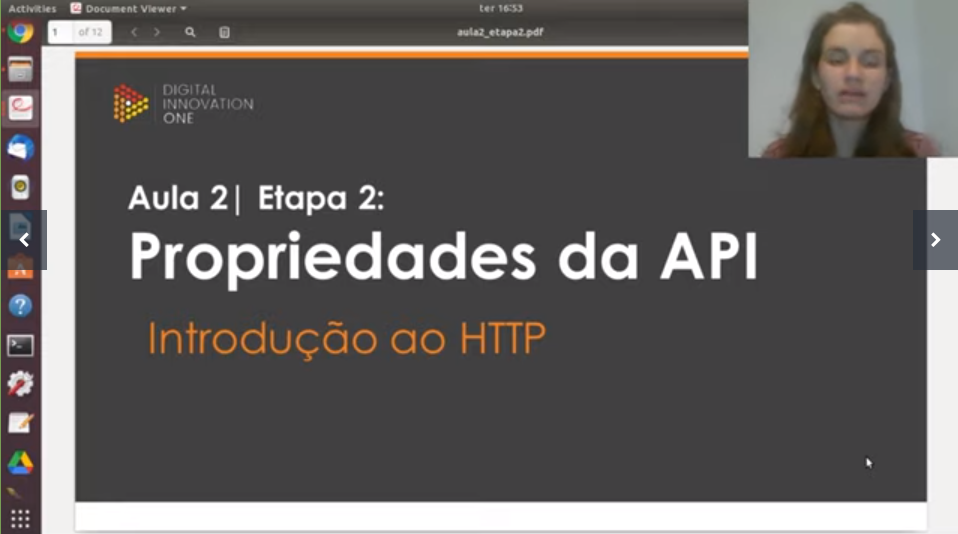 Activities
Document Viewer
ter 16:53
1
of 12
aula2_etapa2.pdf
DIGITAL
INNOVATION
ONE
Aula 2| Etapa 2:
Propriedades da API
Introdução ao HTTP